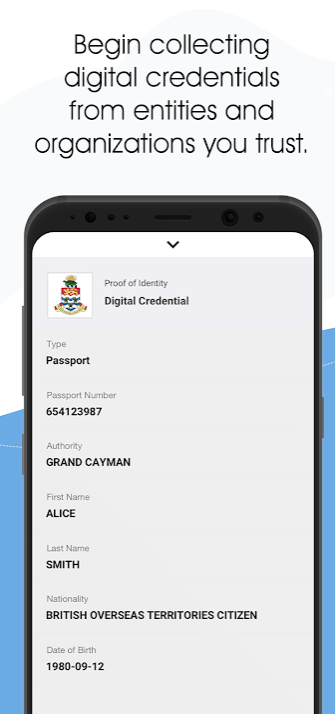 Begin collecting
digital credentials
from entities and
organizations you trust.
Proof of Identity
Digital Credential
Type
Passport
Passport Number
654123987
Authority
GRAND CAYMAN
First Name
ALICE
Last Name
SMITH
Nationality
BRITISH OVERSEAS TERRITORIES CITIZEN
Date of Birth
1980-09-12